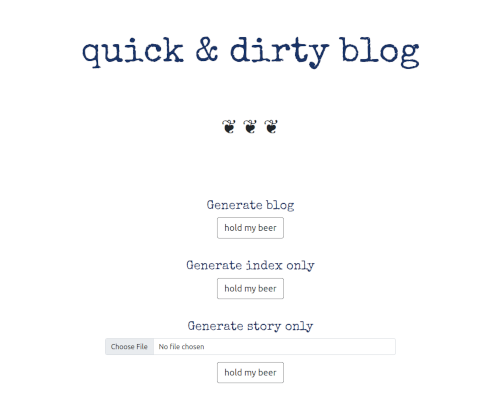 quick & dirty blog
❦ ❦ ❦
Generate blog
hold my beer
Generate index only
hold my beer
Generate story only
Choose File No file chosen
hold my beer